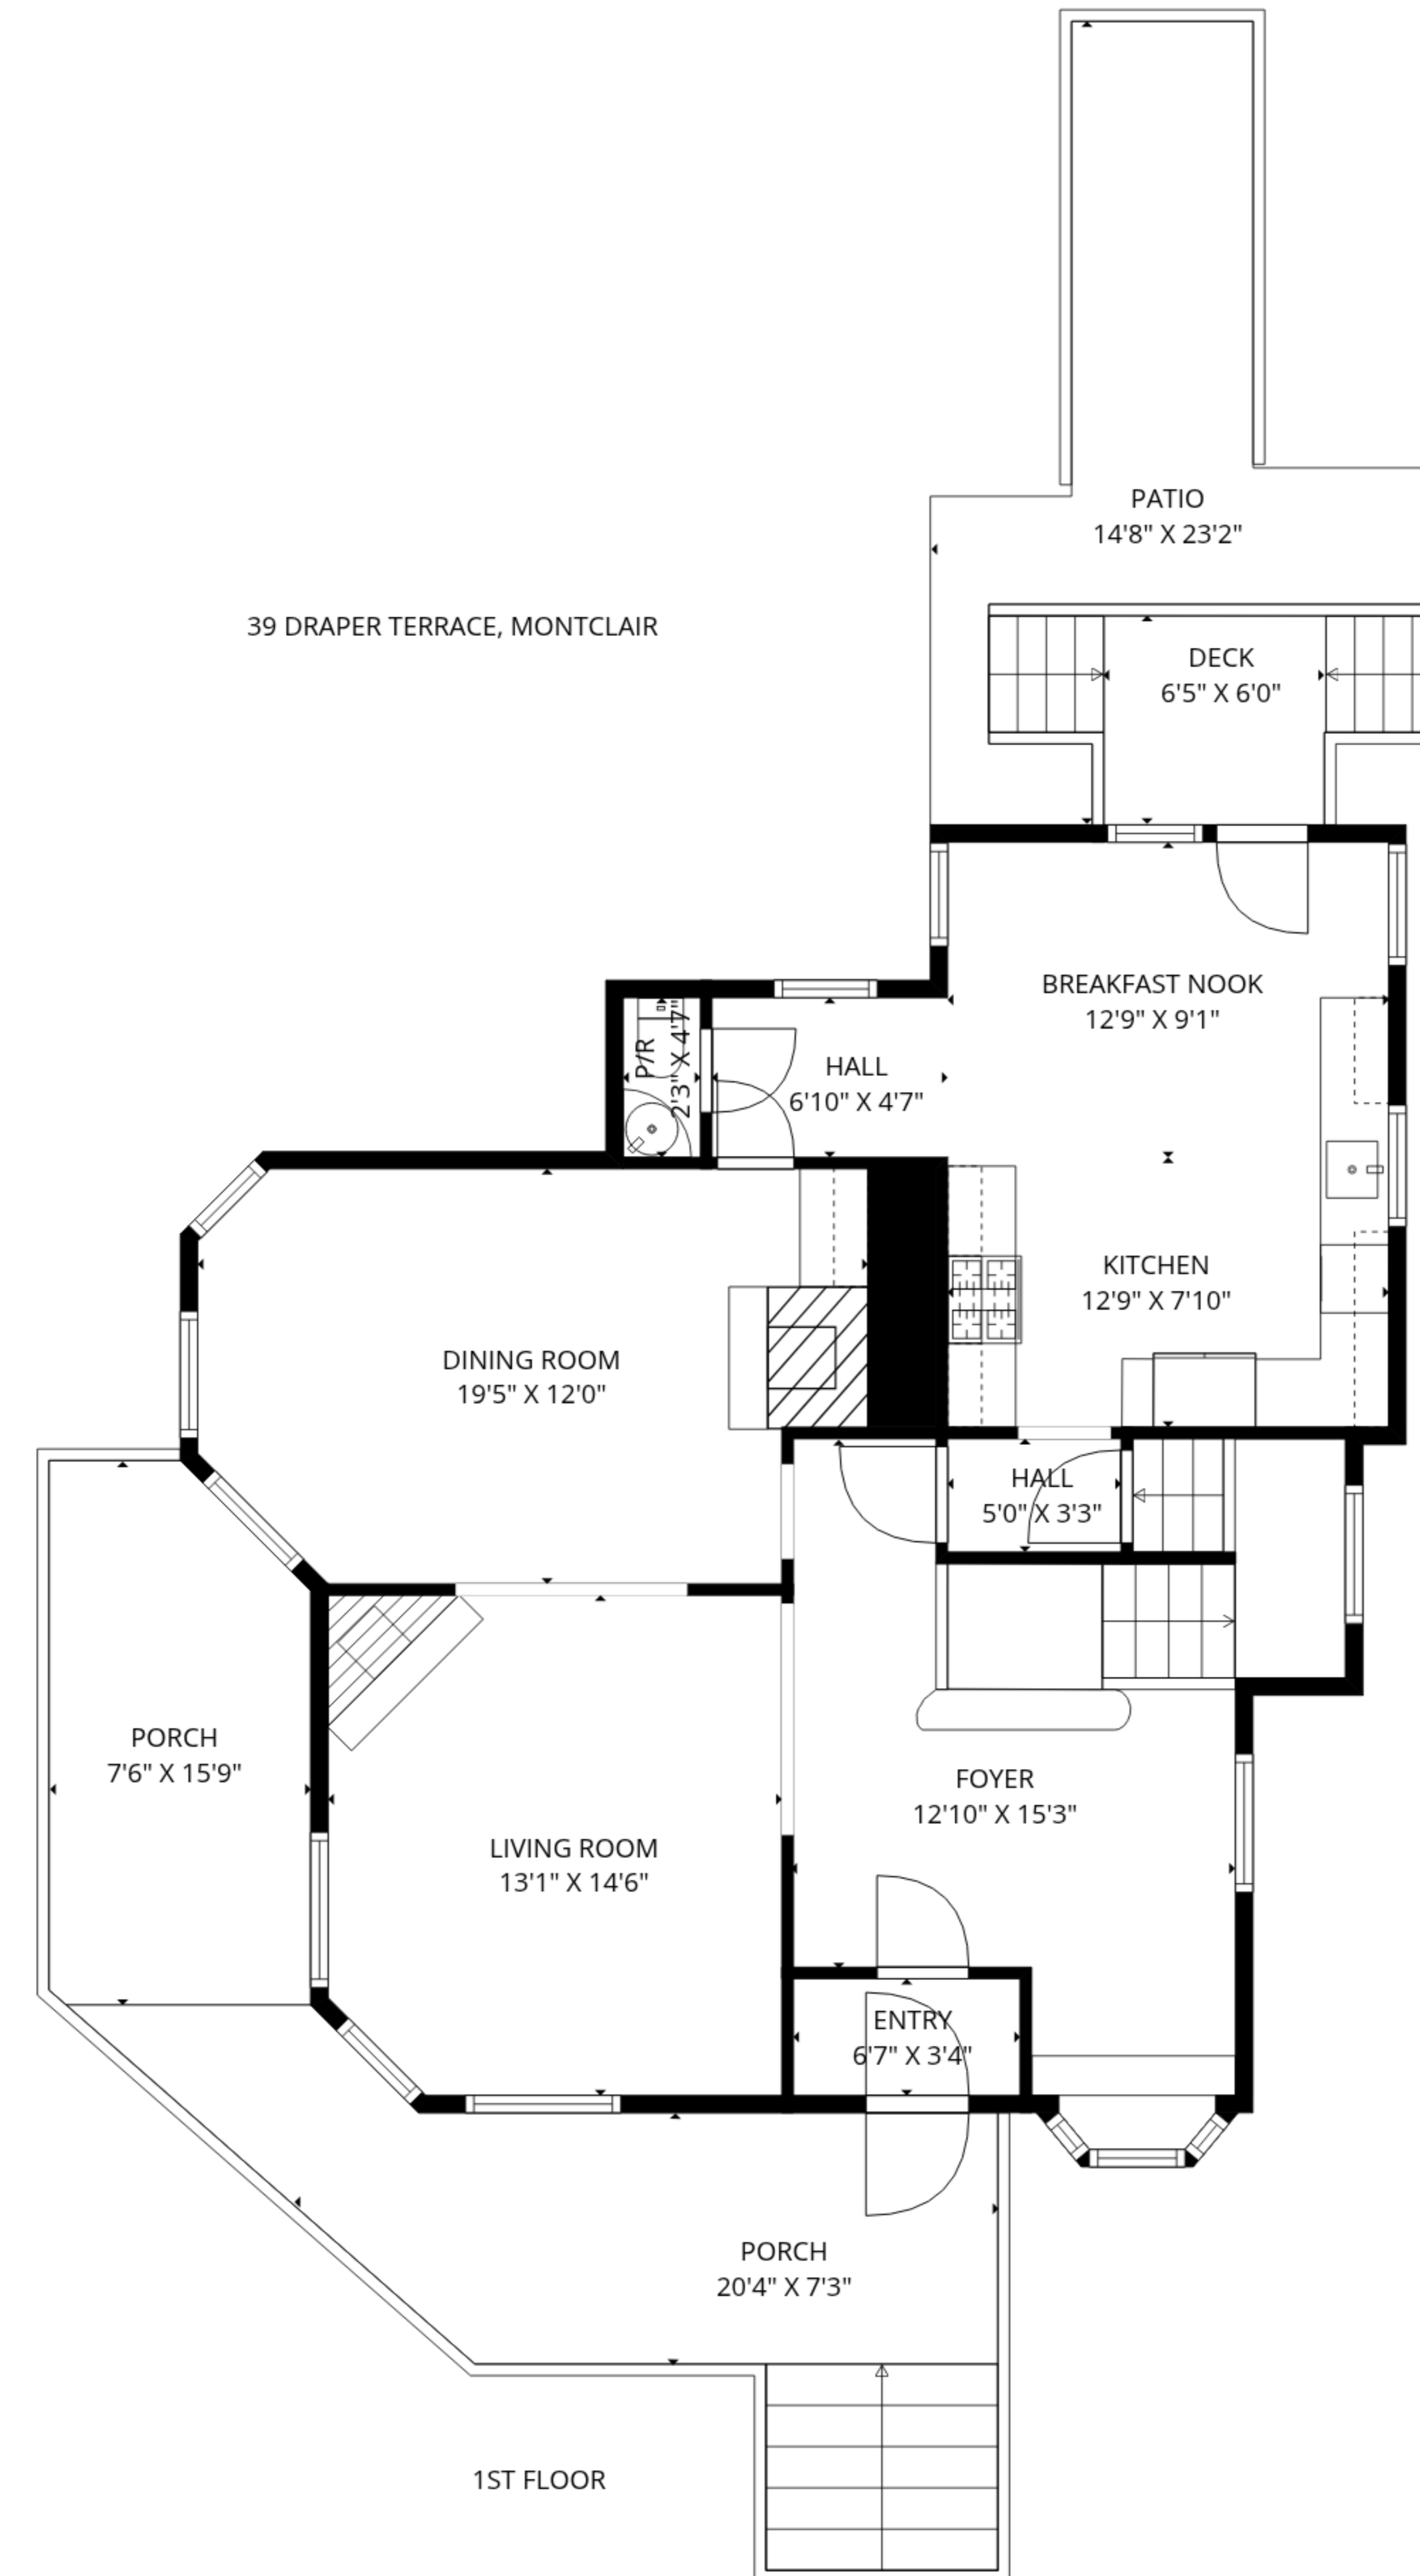 PATIO
14'8" X 23'2"
39 DRAPER TERRACE, MONTCLAIR
DECK
6'5" X 6'0"
BREAKFAST NOOK
12'9" X 9'1"
P/R
2'3" X 4'7"
HALL
6'10" X 4'7"
KITCHEN
12'9" X 7'10"
DINING ROOM
19'5" X 12'0"
HALL
5'0" X 3'3"
PORCH
7'6" X 15'9"
FOYER
12'10" X 15'3"
LIVING ROOM
13'1" X 14'6"
ENTRY
6'7" X 3'4"
PORCH
20'4" X 7'3"
1ST FLOOR